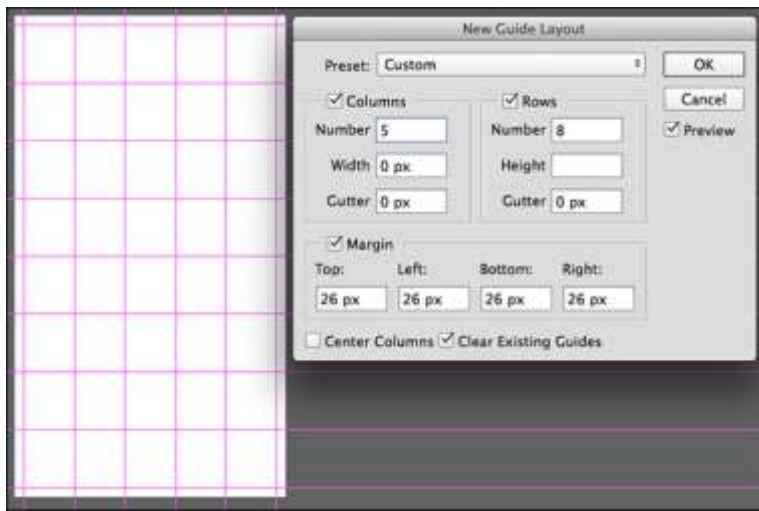 New Guide Layout
Preset: Custom
OK
Columns
Rows
Cancel
Number 5
Number 8
Preview
Width 0 px
Height
Gutter 0 px
Gutter 0 px
Margin
Top: Left: Bottom: Right:
26 px 26 px 26 px 26 px
Center Columns Clear Existing Guides